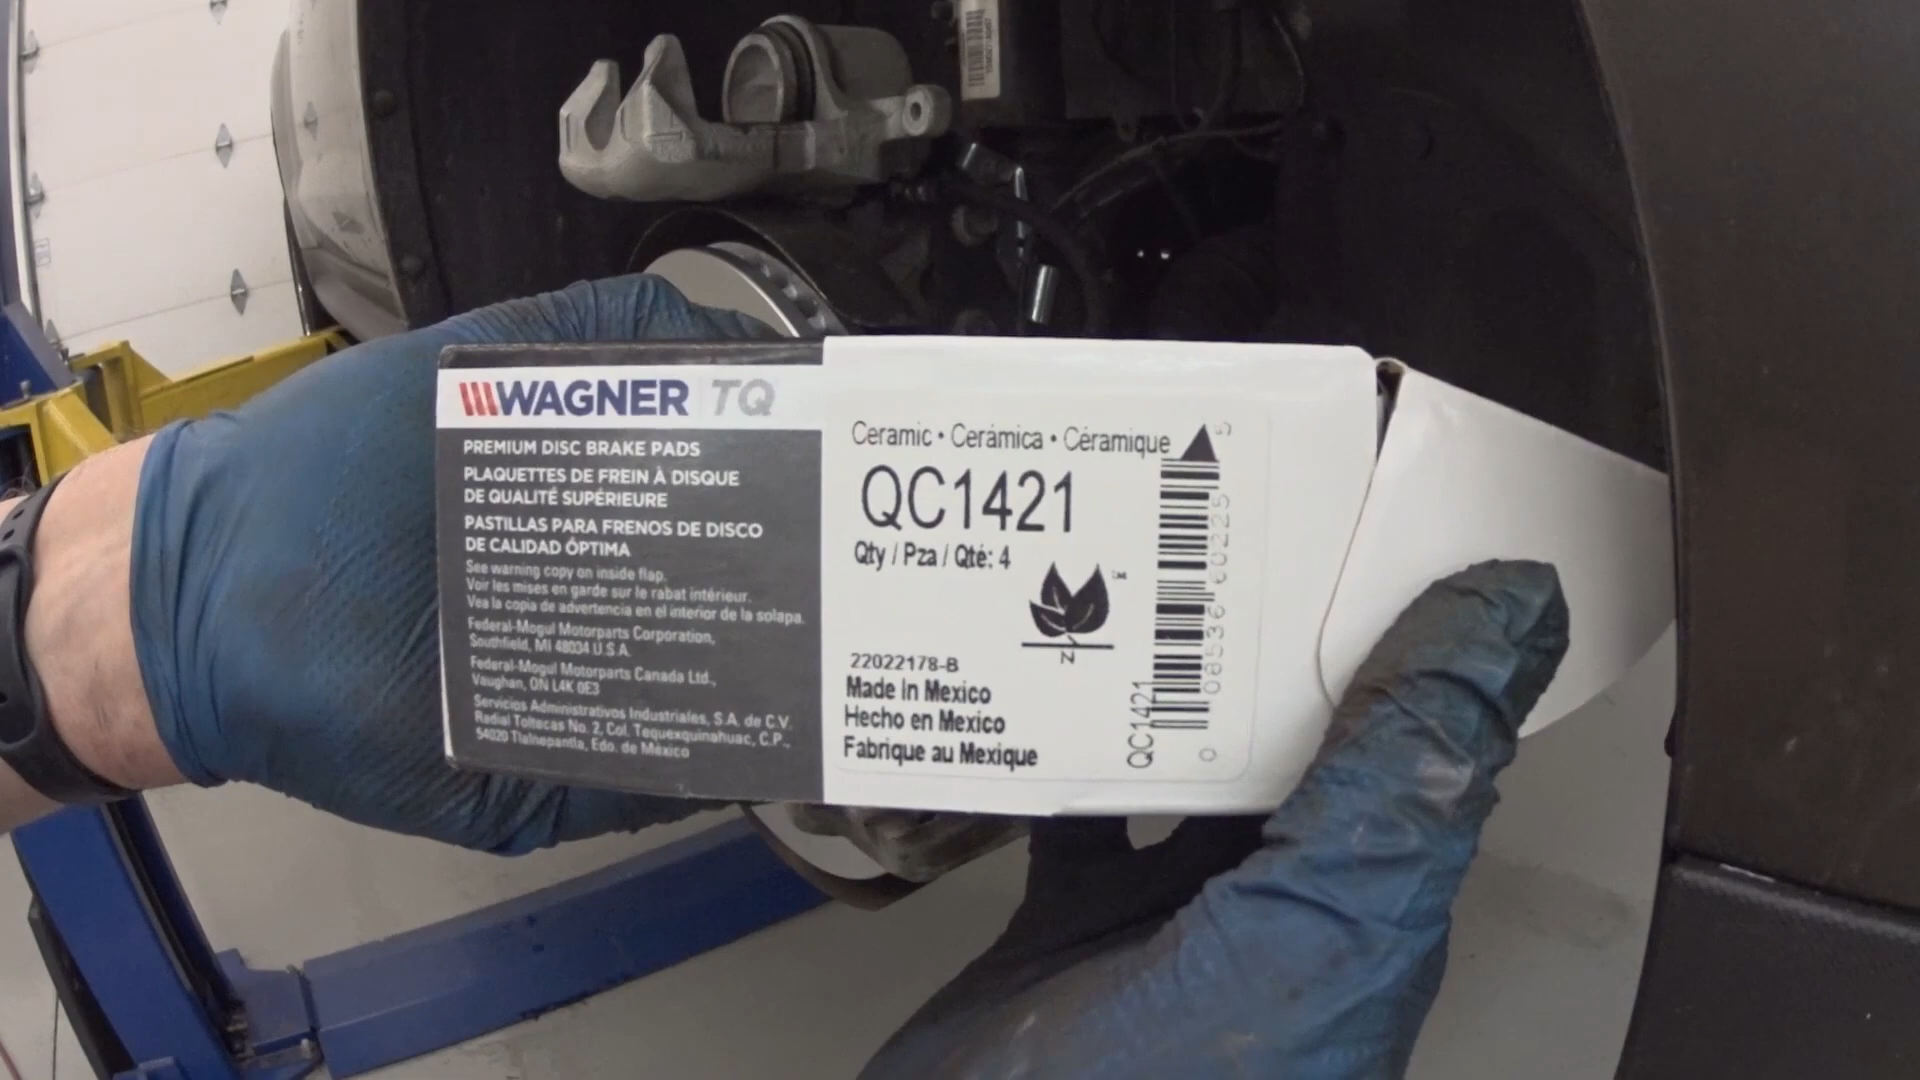 WAGNER TQ
PREMIUM DISC BRAKE PADS
PLAQUETTES DE FREIN À DISQUE
DE QUALITÉ SUPÉRIEURE
PASTILLAS PARA FRENOS DE DISCO
DE CALIDAD ÓPTIMA
See warning copy on inside flap.
Voir les mises en garde sur le rabat intérieur.
Vea la copia de advertencia en el interior de la solapa.
Federal-Mogul Motorparts Corporation,
Southfield, MI 48034 U.S.A.
Federal-Mogul Motorparts Canada Ltd.,
Vaughan, ON L4K 0E3
Servicios Administrativos Industriales, S.A. de C.V.
Radial Toltecas No. 2, Col. Tequexquinahuac, C.P.,
54020 Tlalnepantla, Edo. de México
Ceramic • Cerámica • Céramique
QC1421
Qty / Pza / Qté: 4
TM
N
22022178-B
Made In Mexico
Hecho en Mexico
Fabrique au Mexique
QC1421
0 08536 60225 5